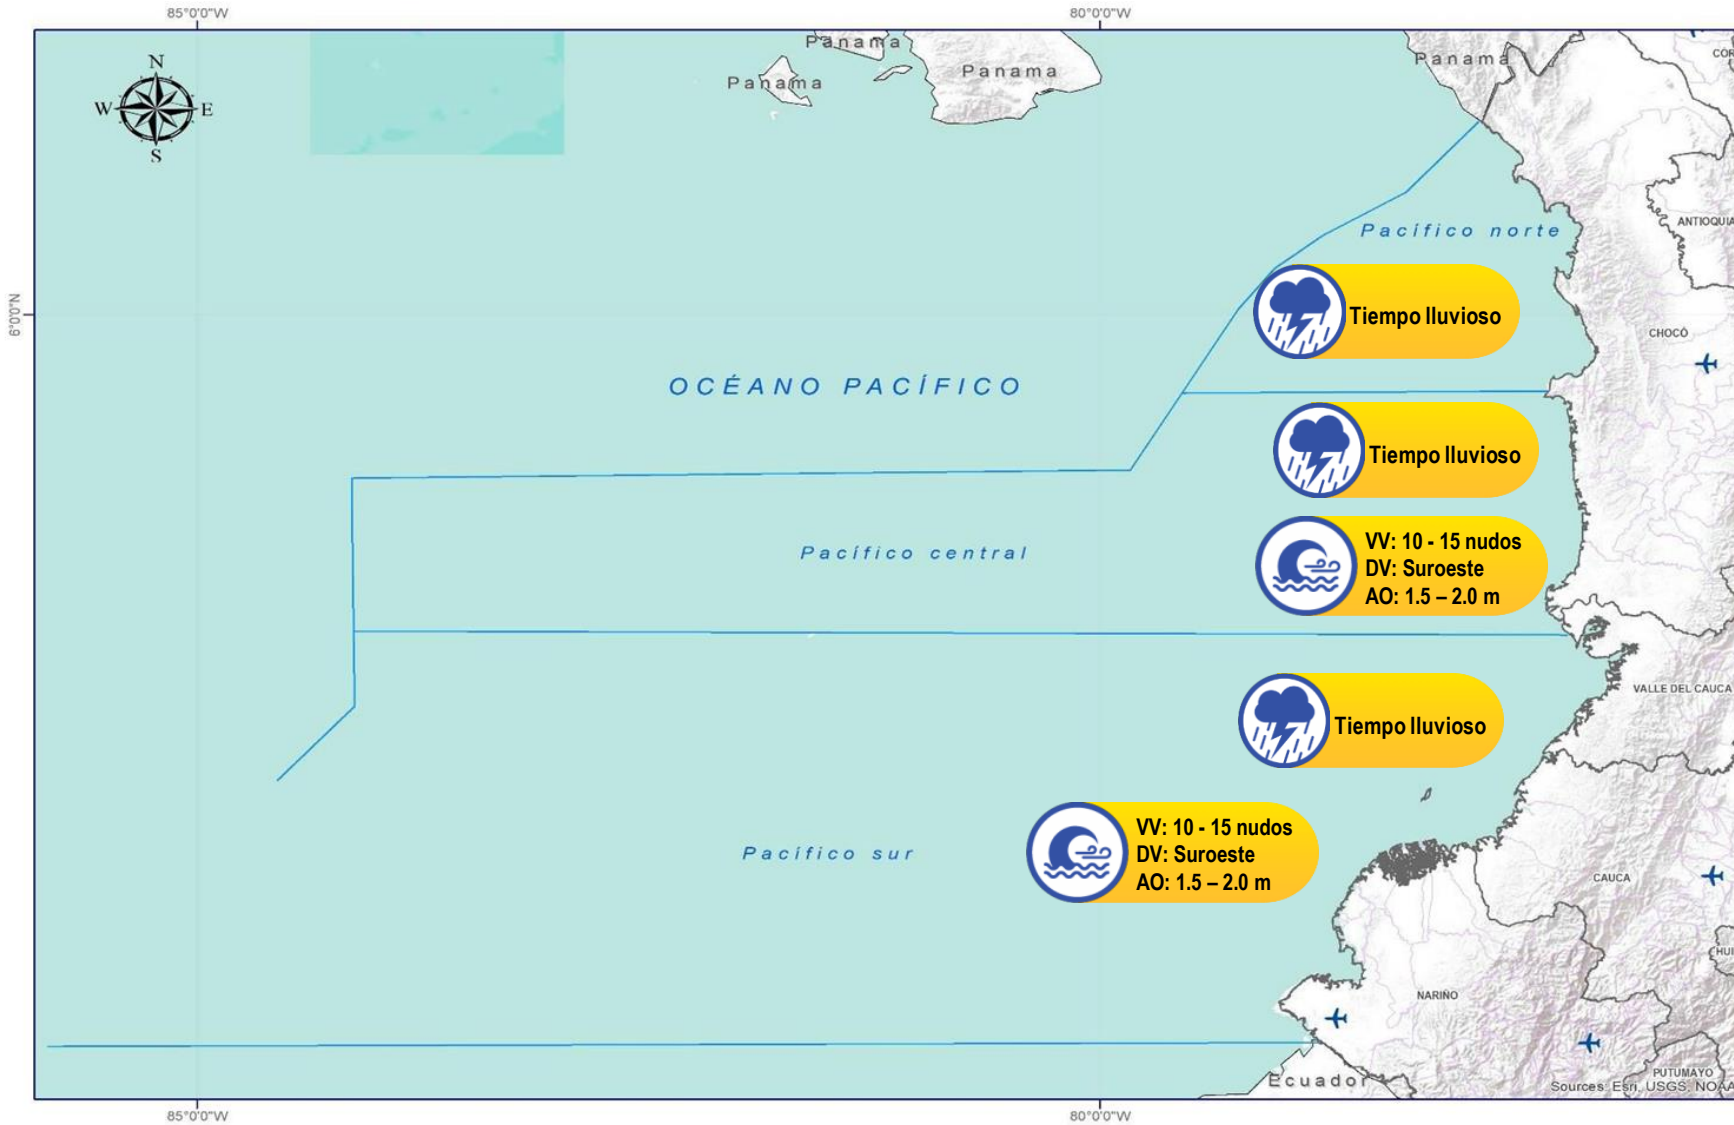 85°0'0"W
80°0'0"W
Panama
Panama
Panama
Panama
N
W
E
S
ANTIOQUIA
Pacífico norte
6°0'0"N
Tiempo lluvioso
CHOCÓ
OCÉANO PACÍFICO
Tiempo lluvioso
Pacífico central
VV: 10 - 15 nudos
DV: Suroeste
AO: 1.5 – 2.0 m
VALLE DEL CAUCA
Tiempo lluvioso
VV: 10 - 15 nudos
DV: Suroeste
AO: 1.5 – 2.0 m
Pacífico sur
CAUCA
HUI
NARIÑO
PUTUMAYO
Ecuador
Sources: Esri, USGS, NOAA
85°0'0"W
80°0'0"W